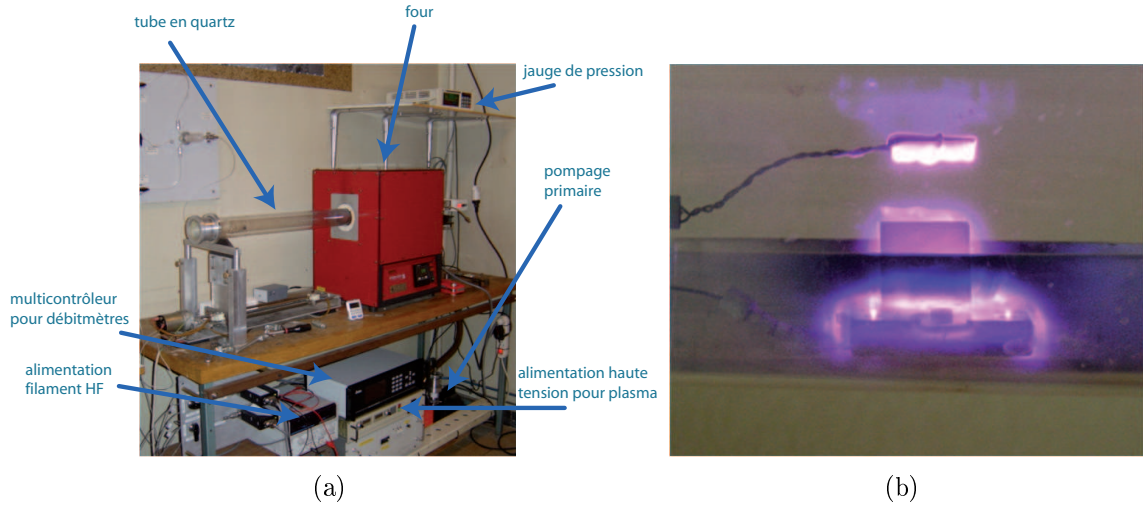 four
tube en quartz
jauge de pression
pompage
primaire
multicontrôleur
pour débitmètres
alimentation
filament HF
alimentation haute
tension pour plasma
(a)
(b)